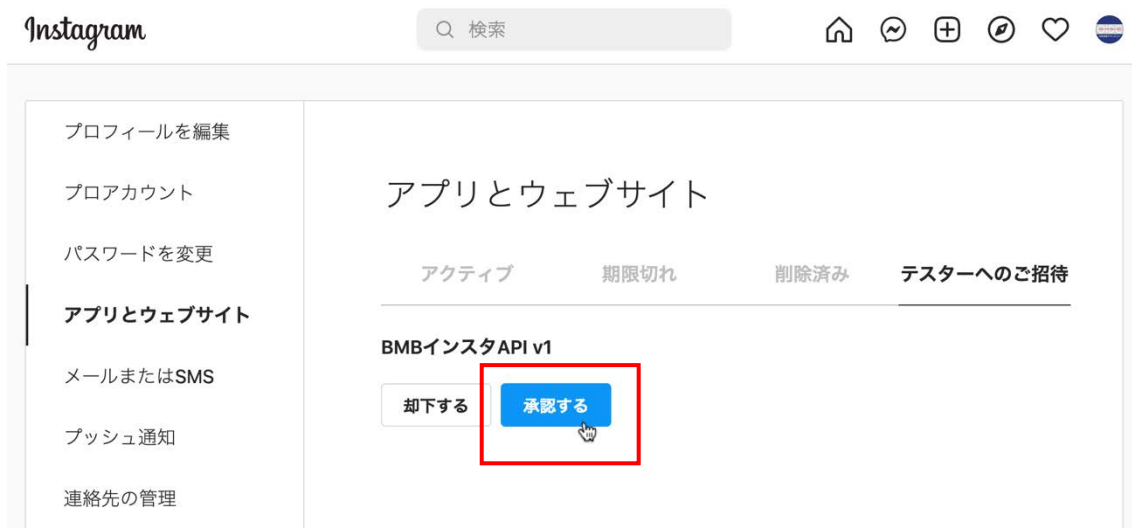 Instagram
検索
プロフィールを編集
プロアカウント
パスワードを変更
アプリとウェブサイト
メールまたはSMS
プッシュ通知
連絡先の管理
アプリとウェブサイト
アクティブ 期限切れ 削除済み テスターへのご招待
BMBインスタAPI v1
却下する 承認する